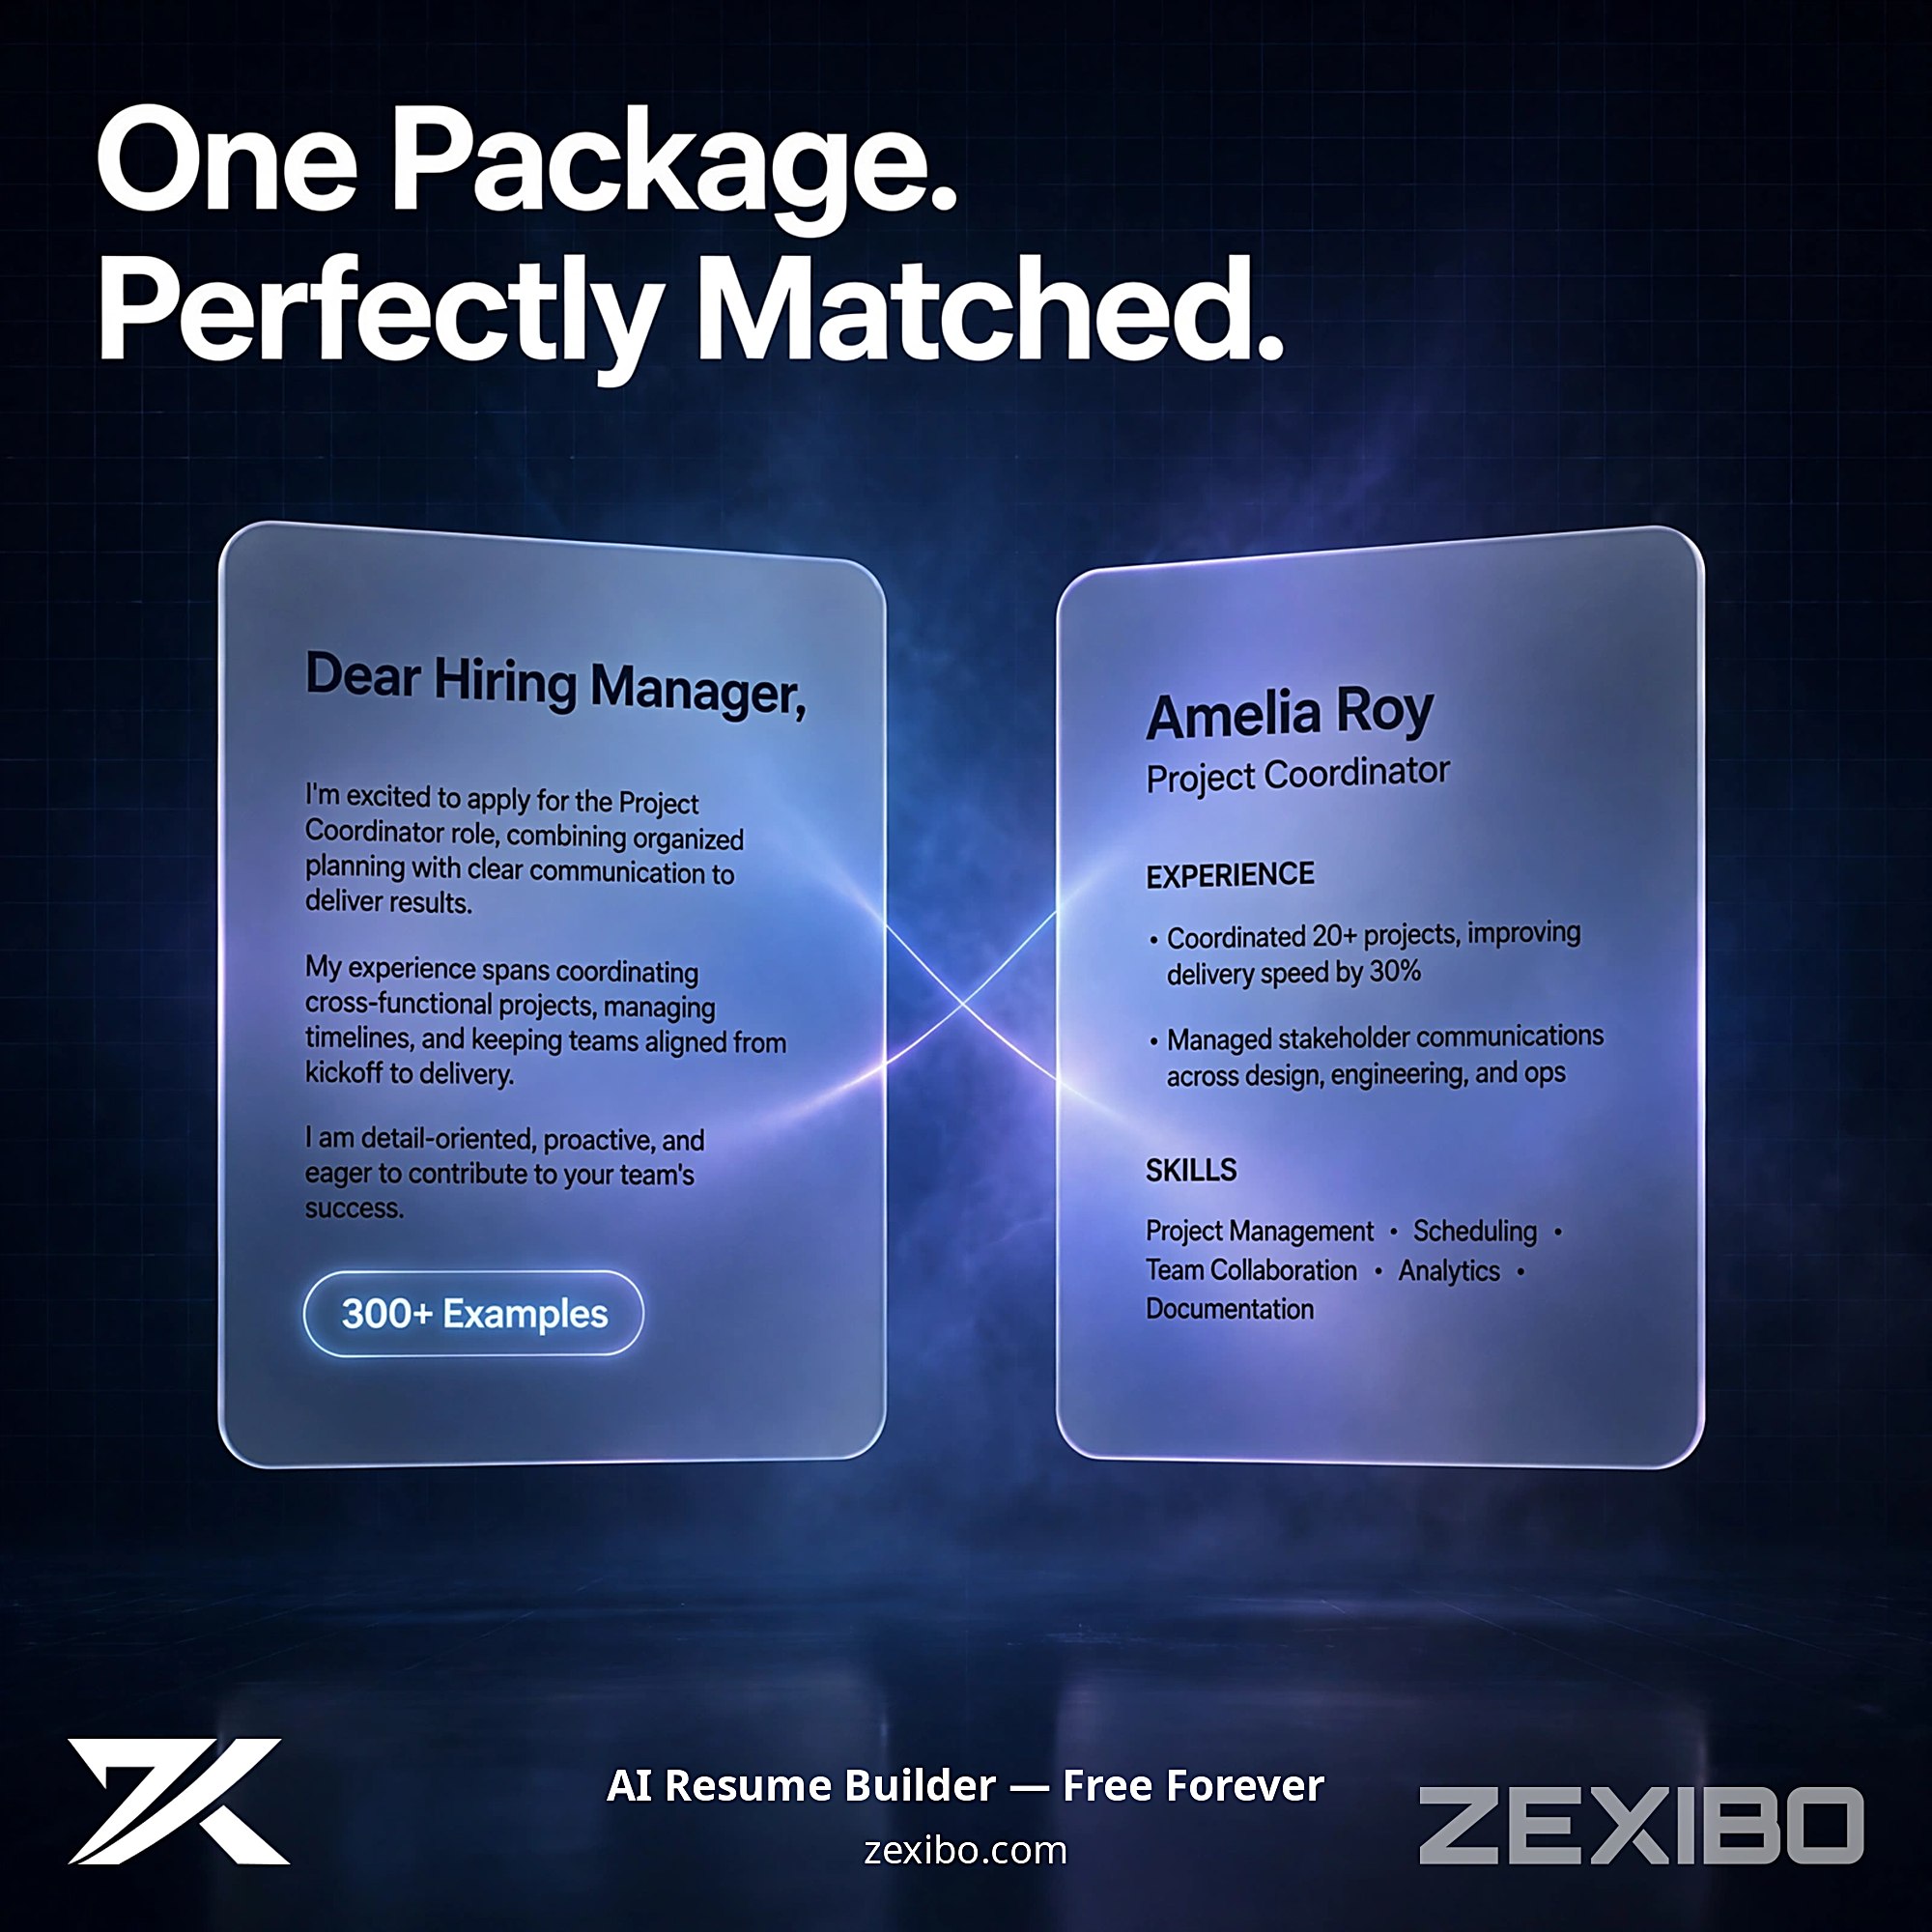 One Package.
Perfectly Matched.
Dear Hiring Manager,
I'm excited to apply for the Project
Coordinator role, combining organized
planning with clear communication to
deliver results.
My experience spans coordinating
cross-functional projects, managing
timelines, and keeping teams aligned from
kickoff to delivery.
I am detail-oriented, proactive, and
eager to contribute to your team's
success.
300+ Examples
Amelia Roy
Project Coordinator
EXPERIENCE
• Coordinated 20+ projects, improving
delivery speed by 30%
• Managed stakeholder communications
across design, engineering, and ops
SKILLS
Project Management • Scheduling •
Team Collaboration • Analytics •
Documentation
AI Resume Builder — Free Forever
zexibo.com
ZEXIBO